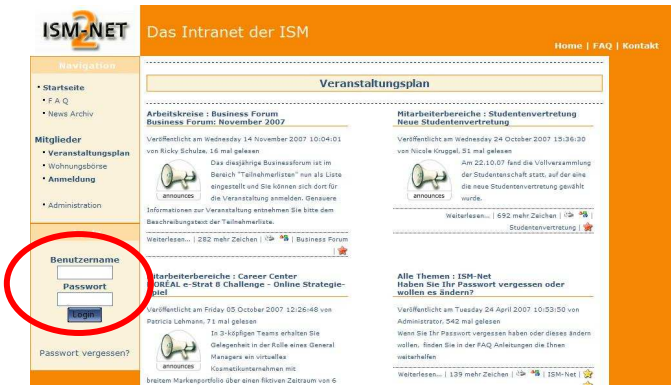 ISM-NET
2
Das Intranet der ISM
Home | FAQ | Kontakt
Navigation
Startseite
F A Q
News Archiv
Mitglieder
Veranstaltungsplan
Wohnungsbörse
Anmeldung
Administration
Benutzername
Passwort
Login
Passwort vergessen?
Veranstaltungsplan
Arbeitskreise : Business Forum
Business Forum: November 2007
Veröffentlicht am Wednesday 14 November 2007 10:04:01
von Ricky Schulze, 16 mal gelesen
Das diesjährige Businessforum ist im
Bereich "Teilnehmerlisten" nun als Liste
eingestellt und Sie können sich dort für
die Veranstaltung anmelden. Genauere
announces
Informationen zur Veranstaltung entnehmen Sie bitte dem
Beschreibungstext der Teilnehmerliste.
Weiterlesen... | 282 mehr Zeichen | | Business Forum
|
Mitarbeiterbereiche : Studentenvertretung
Neue Studentenvertretung
Veröffentlicht am Wednesday 24 October 2007 15:36:30
von Nicole Kruggel, 51 mal gelesen
Am 22.10.07 fand die Vollversammlung
der Studentenschaft statt, auf der eine
die neue Studentenvertretung gewählt
wurde.
announces
Weiterlesen... | 692 mehr Zeichen | |
Studentenvertretung |
itarbeiterbereiche : Career Center
ORÉAL e-Strat 8 Challenge - Online Strategie-
piel
Veröffentlicht am Friday 05 October 2007 12:26:48 von
Patricia Lehmann, 71 mal gelesen
In 3-köpfigen Teams erhalten Sie
Gelegenheit in der Rolle eines General
Managers ein virtuelles
Kosmetikunternehmen mit
announces
breitem Markenportfolio über einen fiktiven Zeitraum von 6
Alle Themen : ISM-Net
Haben Sie Ihr Passwort vergessen oder
wollen es ändern?
Veröffentlicht am Tuesday 24 April 2007 10:53:50 von
Administrator, 542 mal gelesen
Wenn Sie Ihr Passwort vergessen haben oder dieses ändern
wollen, finden Sie in der FAQ Anleitungen die Ihnen
weiterhelfen
Weiterlesen... | 139 mehr Zeichen | | ISM-Net |